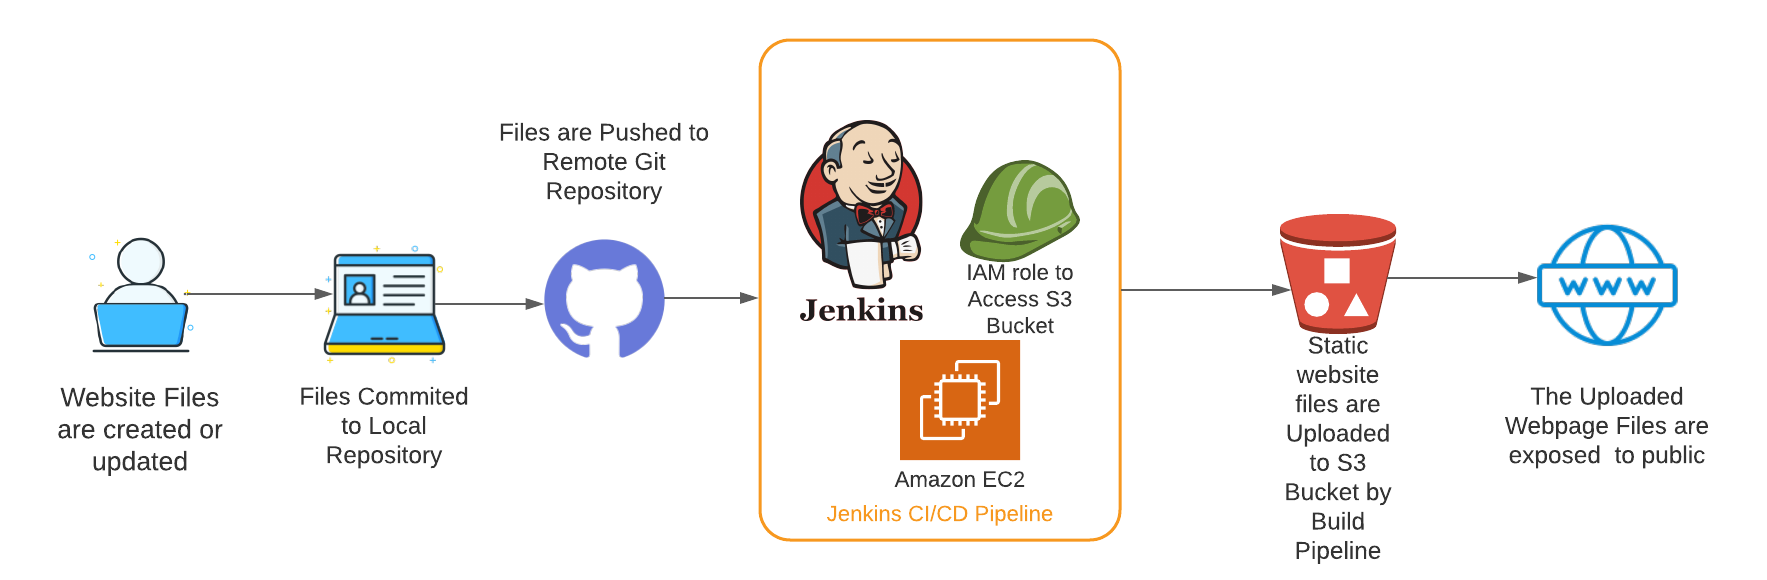 Website Files
are created or
updated
Files Commited
to Local
Repository
Files are Pushed to
Remote Git
Repository
Jenkins
IAM role to
Access S3
Bucket
Amazon EC2
Jenkins CI/CD Pipeline
Static
website
files are
Uploaded
to S3
Bucket by
Build
Pipeline
WWW
The Uploaded
Webpage Files are
exposed  to public